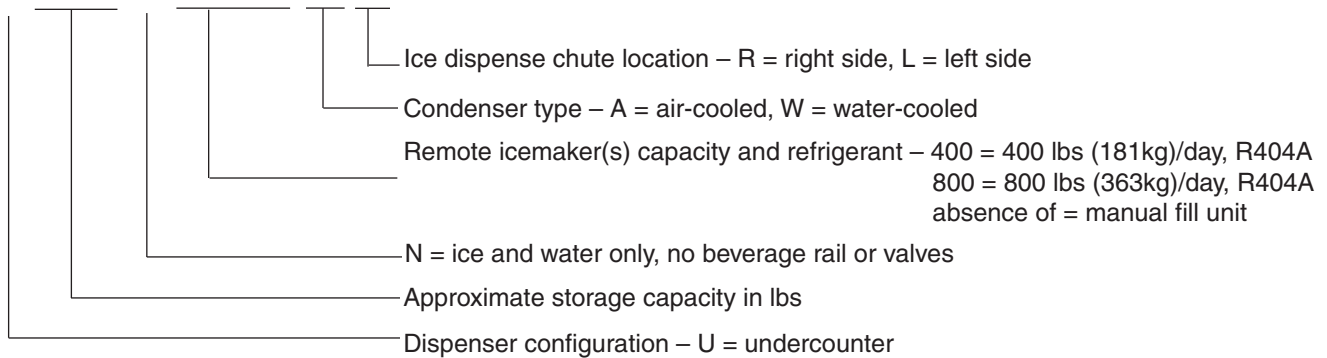 Ice dispense chute location – R = right side, L = left side
Condenser type – A = air-cooled, W = water-cooled
Remote icemaker(s) capacity and refrigerant – 400 = 400 lbs (181kg)/day, R404A
800 = 800 lbs (363kg)/day, R404A
absence of = manual fill unit
N = ice and water only, no beverage rail or valves
Approximate storage capacity in lbs
Dispenser configuration – U = undercounter